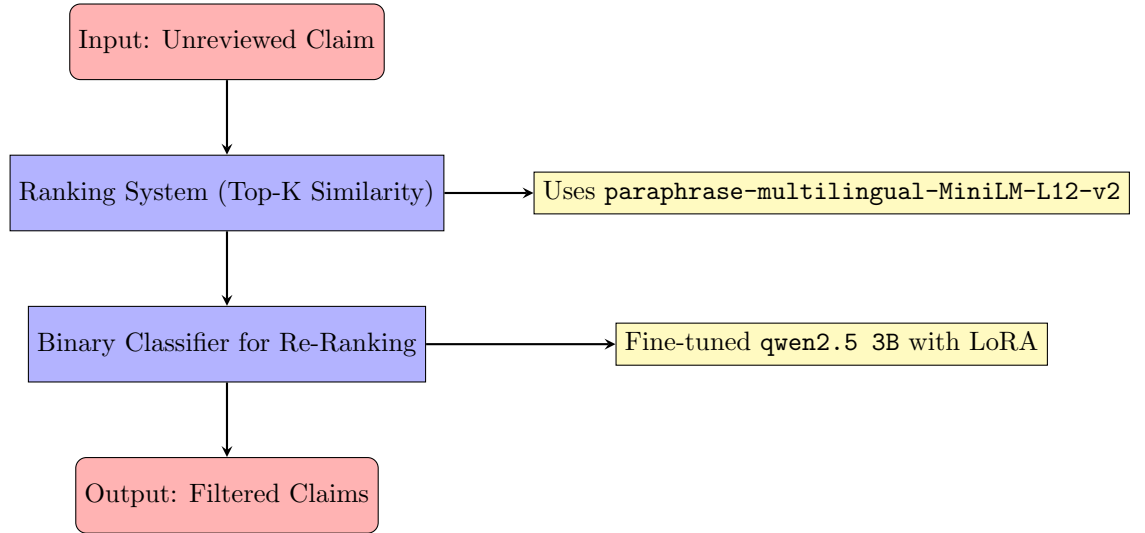 Input: Unreviewed Claim
Ranking System (Top-K Similarity)
Uses paraphrase-multilingual-MiniLM-L12-v2
Binary Classifier for Re-Ranking
Fine-tuned qwen2.5 3B with LoRA
Output: Filtered Claims